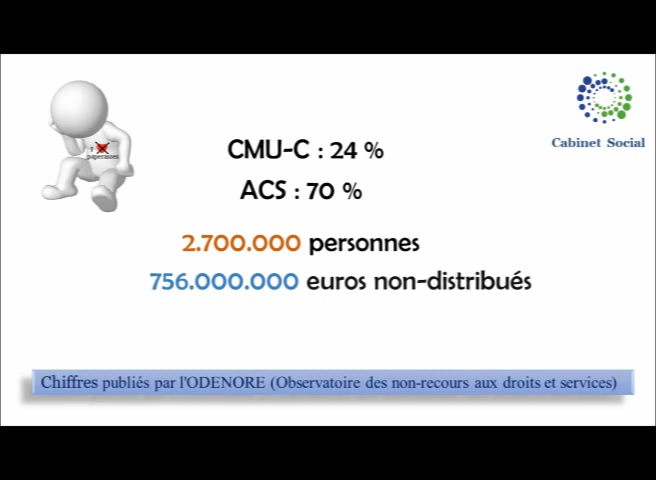 Cabinet Social
paperasses
CMU-C : 24 %
ACS : 70 %
2.700.000 personnes
756.000.000 euros non-distribués
Chiffres publiés par l'ODENORE (Observatoire des non-recours aux droits et services)